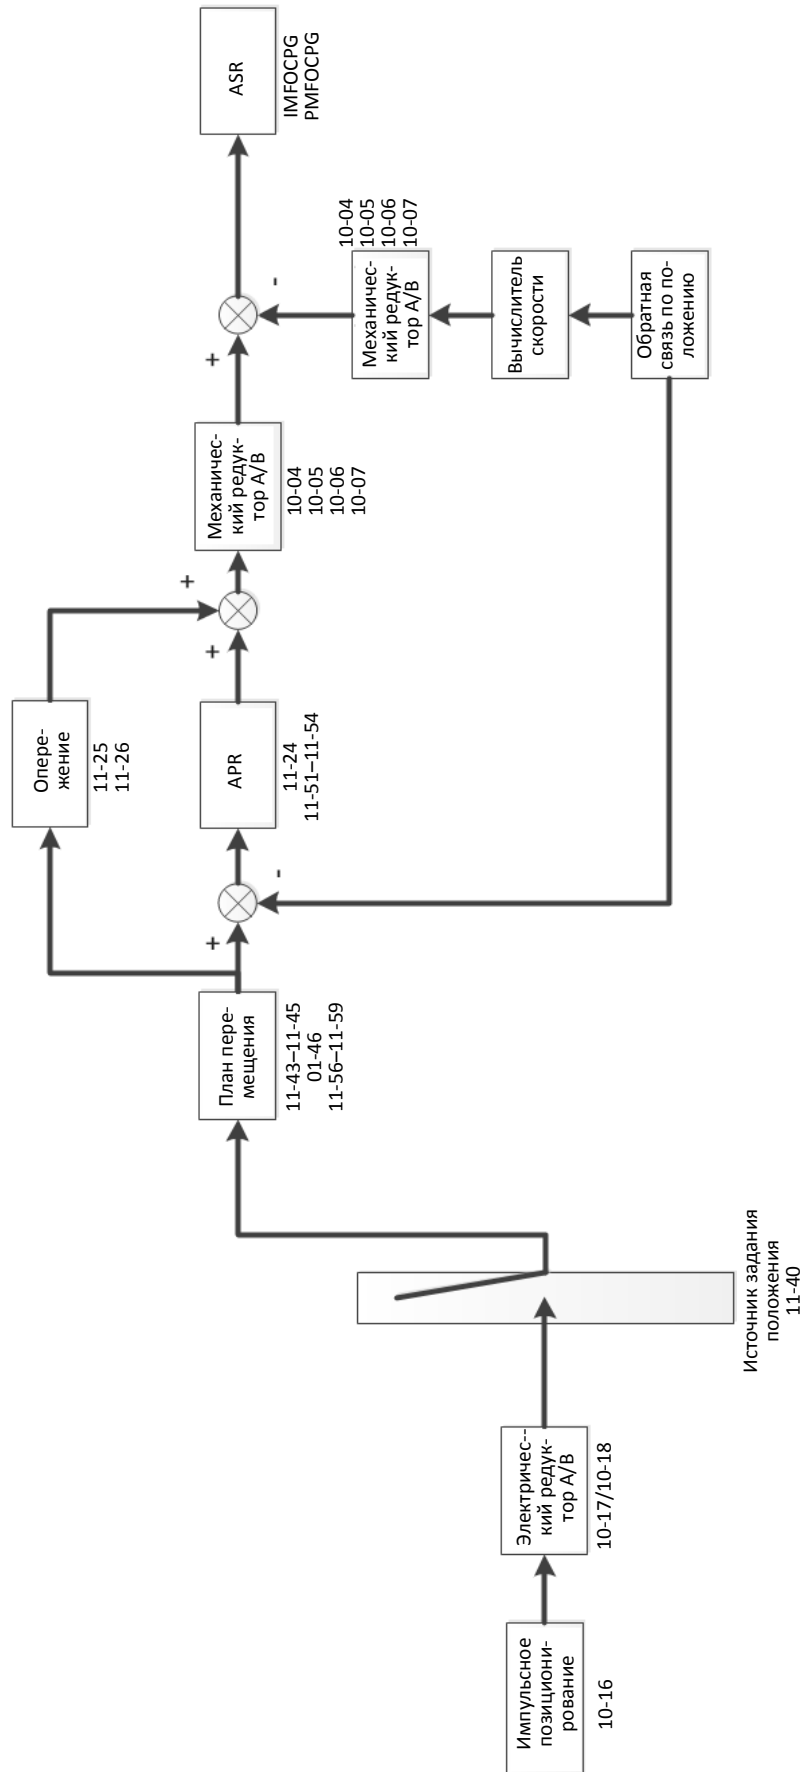 Импульсное
позициони-
рование
10-16
Электричес--
кий редук-
тор A/B
10-17/10-18
Источник задания
положения
11-40
План пере-
мещения
11-43–11-45
01-46
11-56–11-59
+
-
Опере-
жение
11-25
11-26
APR
11-24
11-51–11-54
+
+
Механичес-
кий редук-
тор A/B
10-04
10-05
10-06
10-07
+
-
Обратная
связь по по-
ложению
Вычислитель
скорости
Механичес-
кий редук-
тор A/B
10-04
10-05
10-06
10-07
ASR
IMFOCPG
PMFOCPG